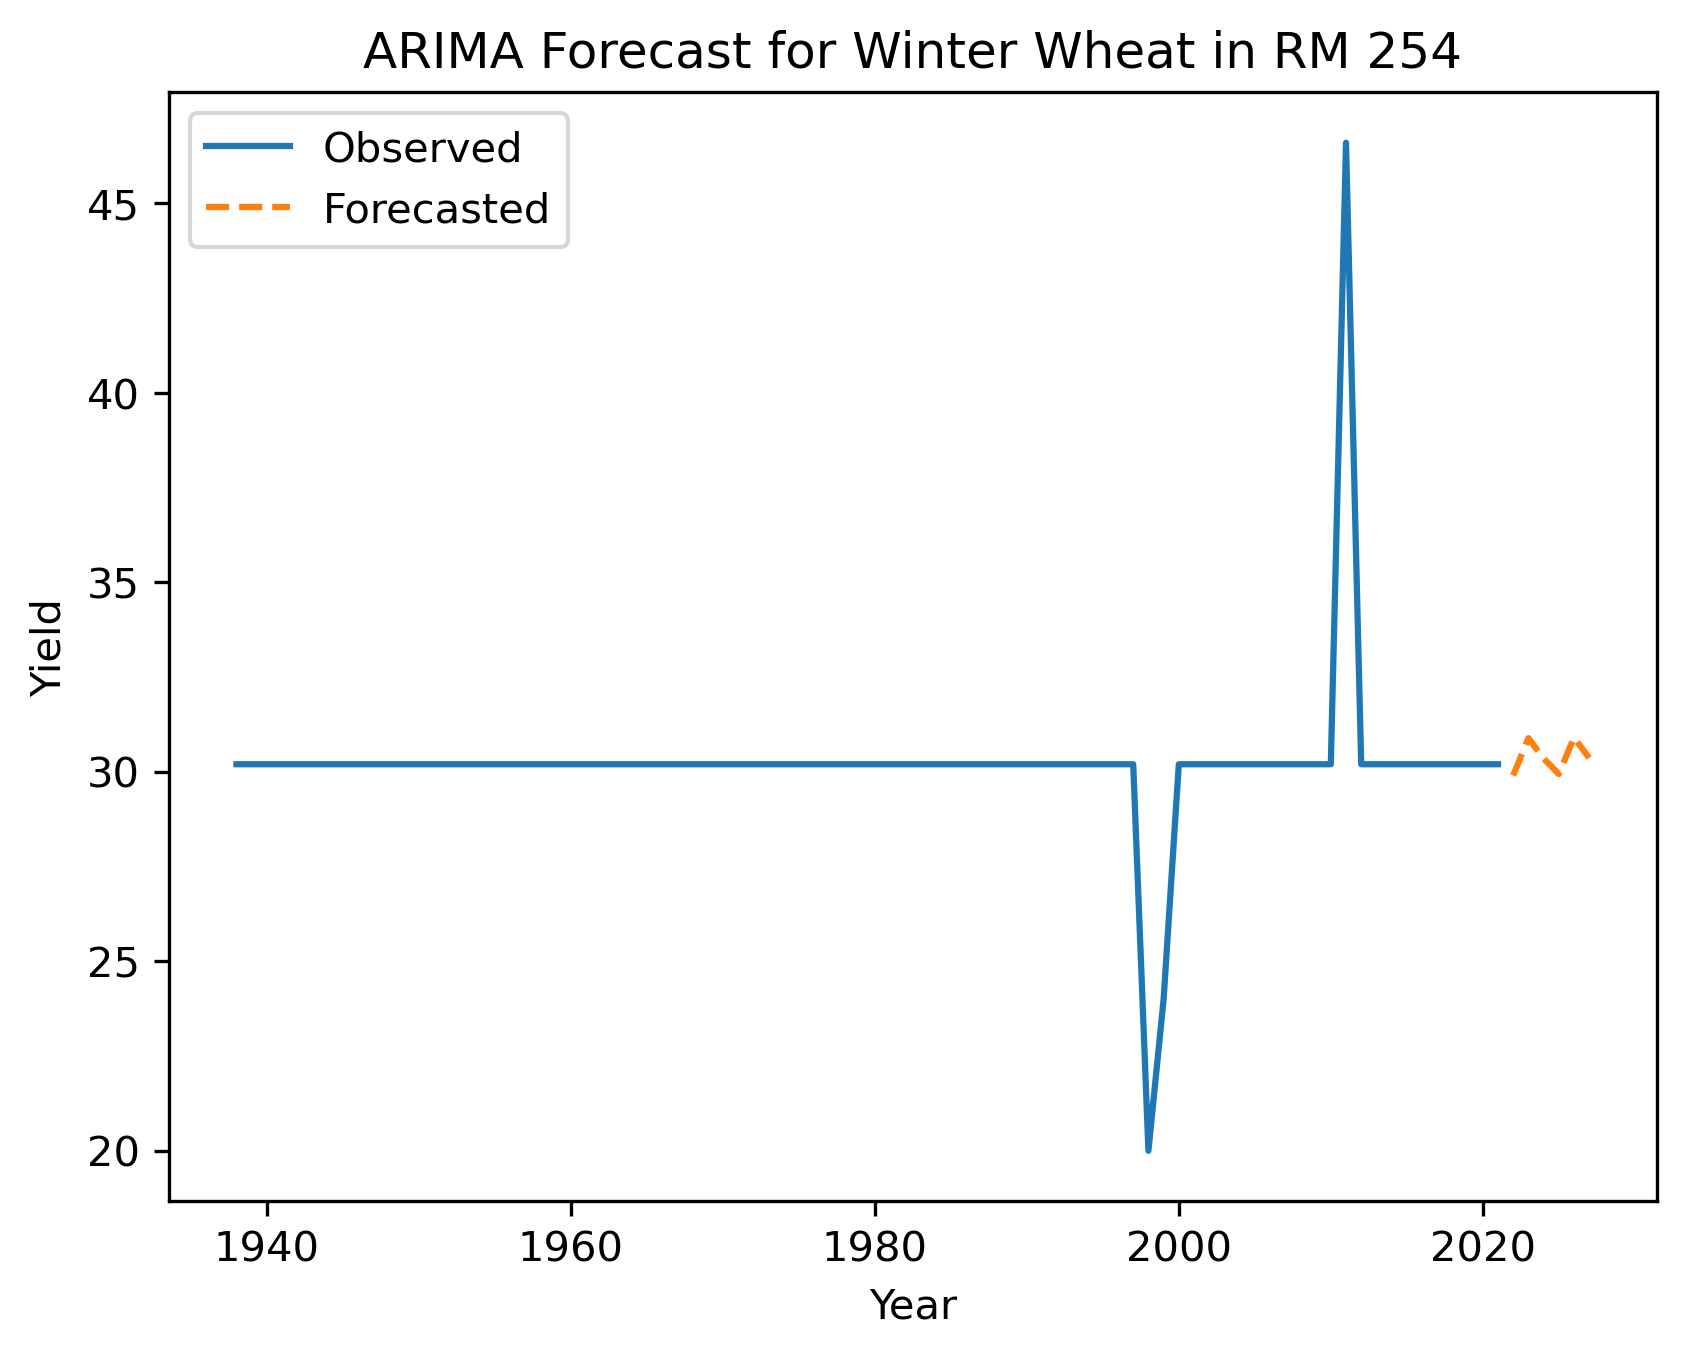 ARIMA Forecast for Winter Wheat in RM 254
Observed
Forecasted
45
40
35
30
25
20
Yield
1940 1960 1980 2000 2020
Year